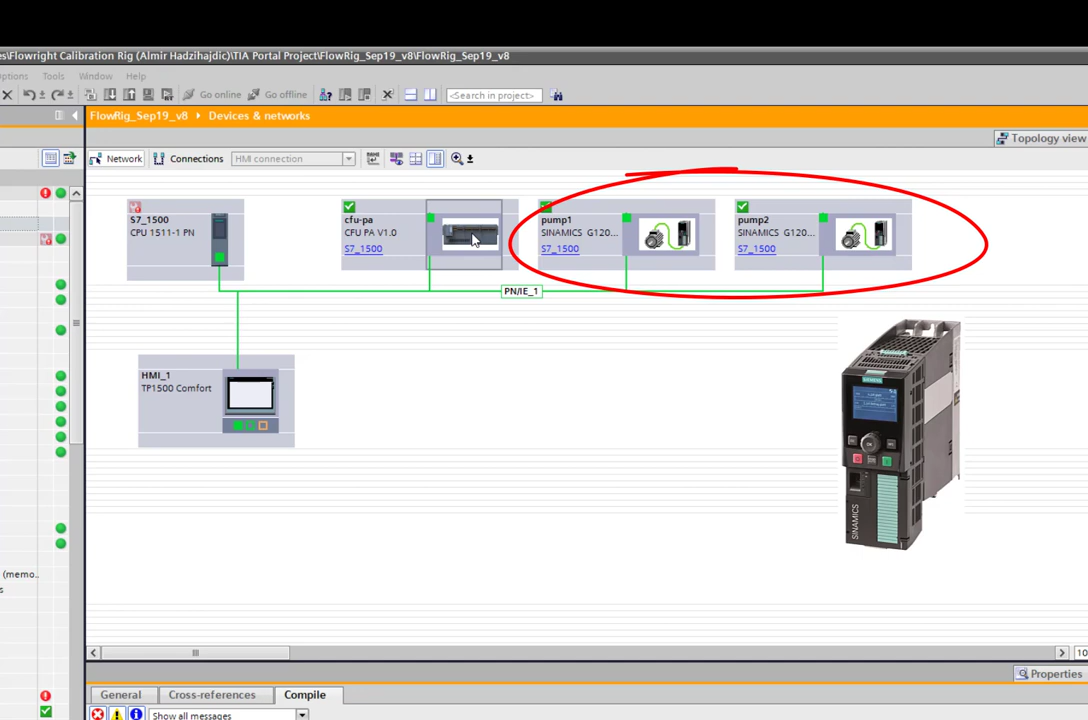 s\Flowright Calibration Rig (Almir Hadzihajdic)\TIA Portal Project\FlowRig_Sep19_v8\FlowRig_Sep19_v8
Options Tools Window Help
Go online Go offline <Search in project>
FlowRig_Sep19_v8 Devices & networks
Topology view
Network Connections HMI connection
S7_1500
CPU 1511-1 PN
cfu-pa
CFU PA V1.0
S7_1500
pump1
SINAMICS G120...
S7_1500
pump2
SINAMICS G120...
S7_1500
PN/IE_1
HMI_1
TP1500 Comfort
SIEMENS
SINAMICS
(memo..
s
10
Properties
General Cross-references Compile
Show all messages